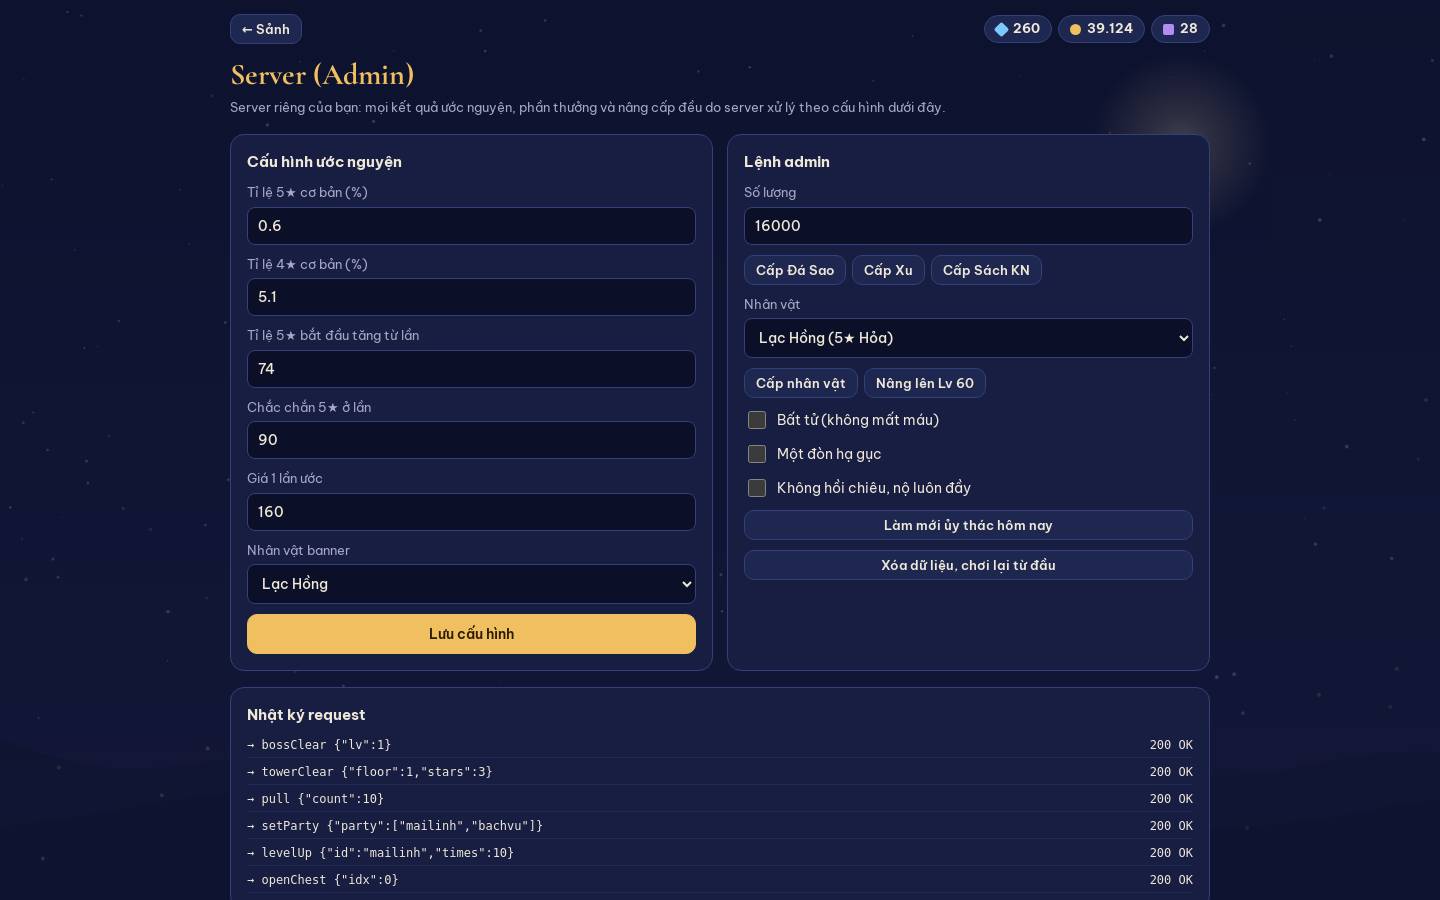 ← Sảnh
260
39.124
28
Server (Admin)
Server riêng của bạn: mọi kết quả ước nguyện, phần thưởng và nâng cấp đều do server xử lý theo cấu hình dưới đây.
Cấu hình ước nguyện
Tỉ lệ 5★ cơ bản (%)
0.6
Tỉ lệ 4★ cơ bản (%)
5.1
Tỉ lệ 5★ bắt đầu tăng từ lần
74
Chắc chắn 5★ ở lần
90
Giá 1 lần ước
160
Nhân vật banner
Lạc Hồng
Lưu cấu hình
Lệnh admin
Số lượng
16000
Cấp Đá Sao
Cấp Xu
Cấp Sách KN
Nhân vật
Lạc Hồng (5★ Hỏa)
Cấp nhân vật
Nâng lên Lv 60
Bất tử (không mất máu)
Một đòn hạ gục
Không hồi chiêu, nộ luôn đầy
Làm mới ủy thác hôm nay
Xóa dữ liệu, chơi lại từ đầu
Nhật ký request
→ bossClear {"lv":1} 200 OK
→ towerClear {"floor":1,"stars":3} 200 OK
→ pull {"count":10} 200 OK
→ setParty {"party":["mailinh","bachvu"]} 200 OK
→ levelUp {"id":"mailinh","times":10} 200 OK
→ openChest {"idx":0} 200 OK